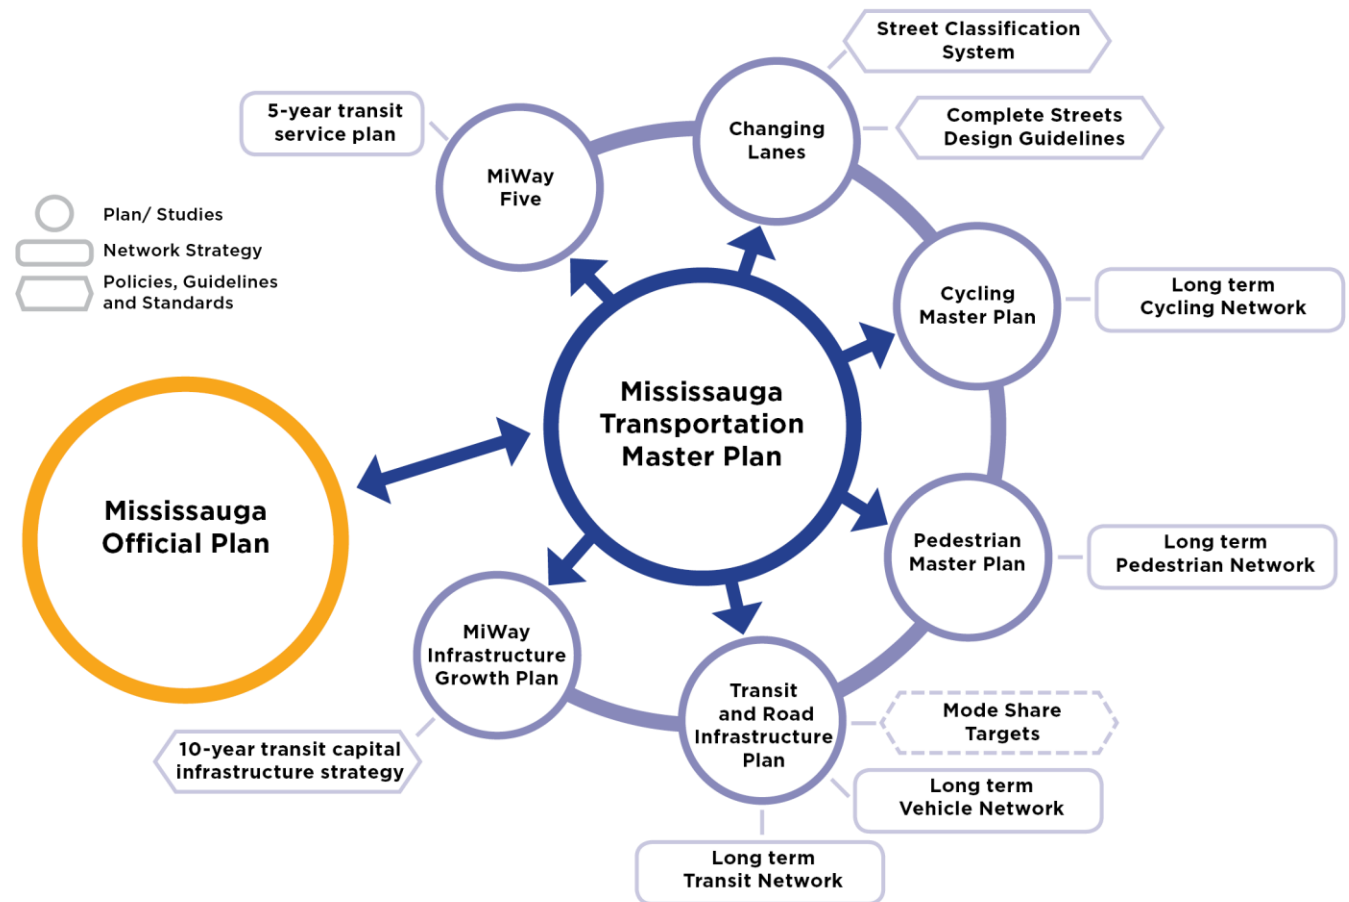 Street Classification
System
5-year transit
service plan
Changing
Lanes
Complete Streets
Design Guidelines
MiWay
Five
Plan/ Studies
Network Strategy
Policies, Guidelines
and Standards
Cycling
Master Plan
Long term
Cycling Network
Mississauga
Transportation
Master Plan
Mississauga
Official Plan
Pedestrian
Master Plan
Long term
Pedestrian Network
MiWay
Infrastructure
Growth Plan
Transit
and Road
Infrastructure
Plan
Mode Share
Targets
10-year transit capital
infrastructure strategy
Long term
Vehicle Network
Long term
Transit Network